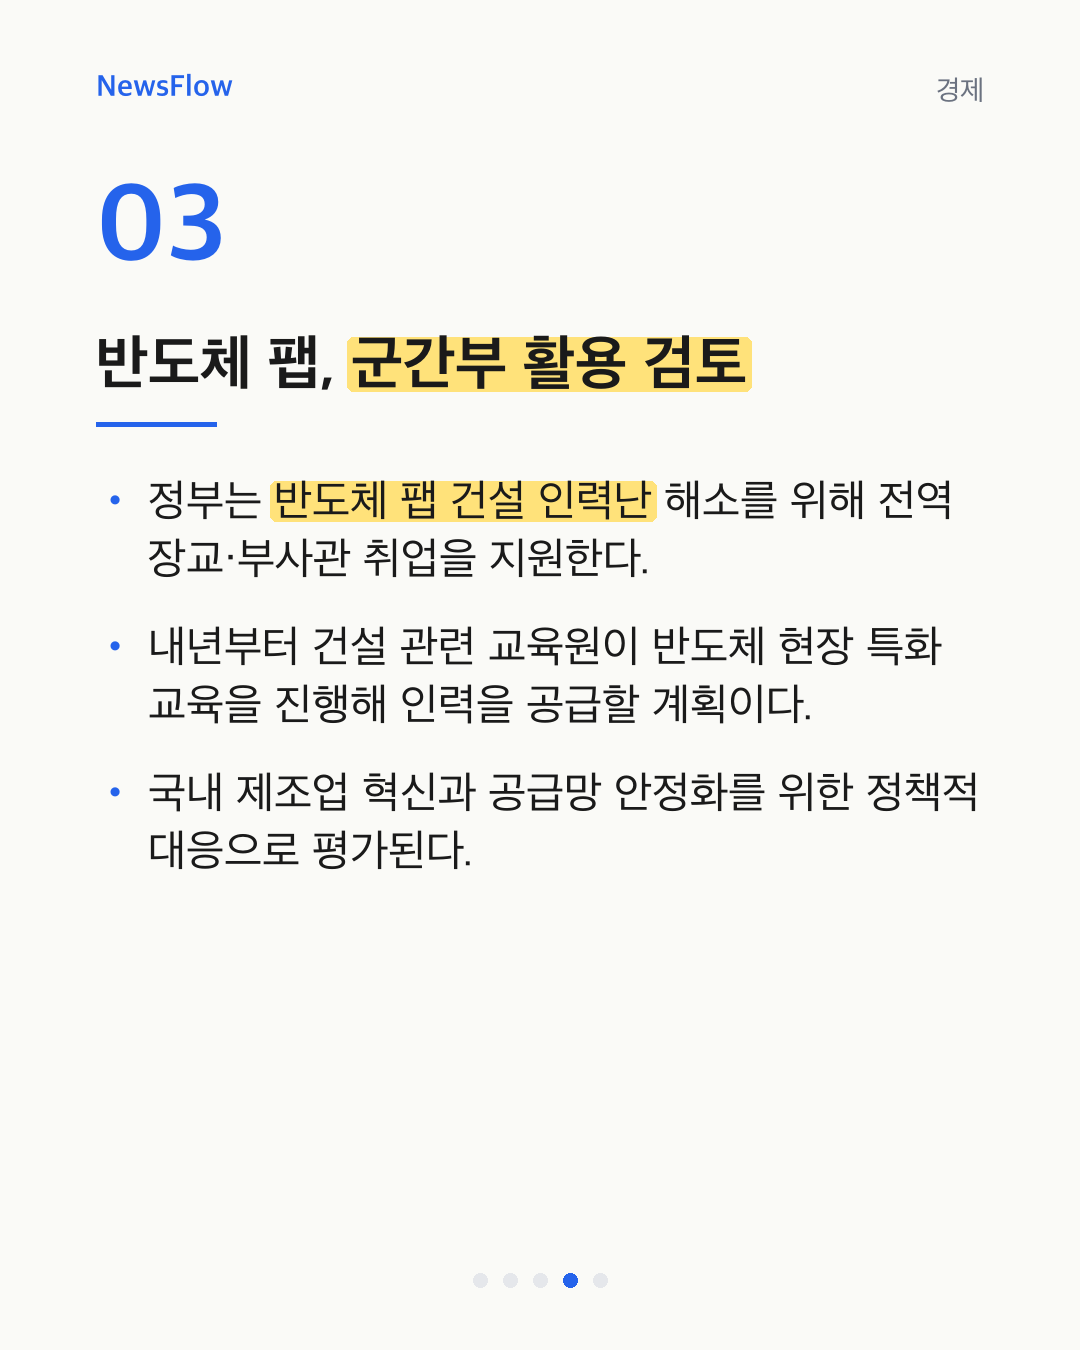 NewsFlow
경제
03
반도체 팹, 군간부 활용 검토
• 정부는 반도체 팹 건설 인력난 해소를 위해 전역
장교·부사관 취업을 지원한다.
• 내년부터 건설 관련 교육원이 반도체 현장 특화
교육을 진행해 인력을 공급할 계획이다.
• 국내 제조업 혁신과 공급망 안정화를 위한 정책적
대응으로 평가된다.